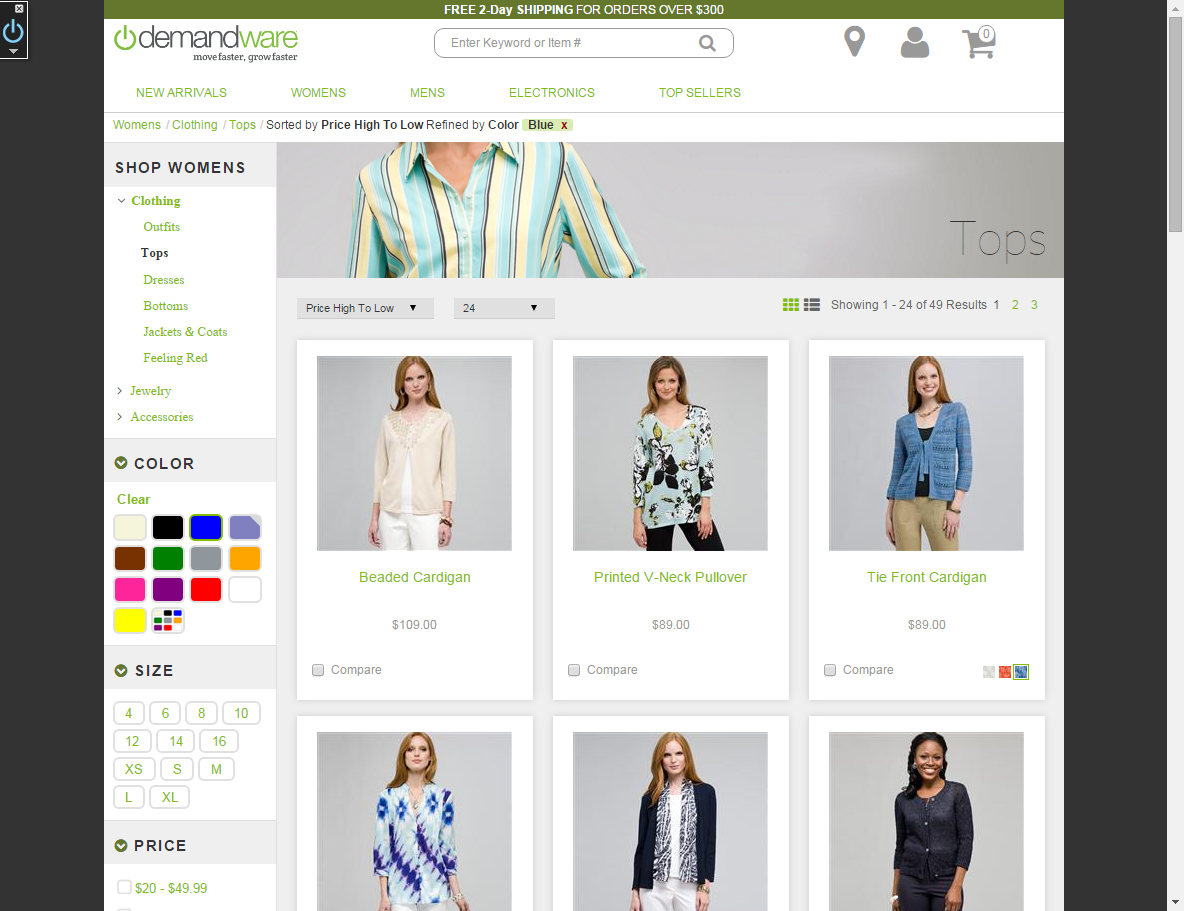 FREE 2-Day SHIPPING FOR ORDERS OVER $300
demandware
move faster, grow faster
Enter Keyword or Item #
0
NEW ARRIVALS WOMENS MENS ELECTRONICS TOP SELLERS
Womens / Clothing / Tops / Sorted by Price High To Low Refined by Color Blue x
SHOP WOMENS
Clothing
Outfits
Tops
Dresses
Bottoms
Jackets & Coats
Feeling Red
Jewelry
Accessories
COLOR
Clear
SIZE
4 6 8 10
12 14 16
XS S M
L XL
PRICE
$20 - $49.99
Tops
Price High To Low ▼ 24 ▼ Showing 1 - 24 of 49 Results 1 2 3
Beaded Cardigan
$109.00
Compare
Printed V-Neck Pullover
$89.00
Compare
Tie Front Cardigan
$89.00
Compare